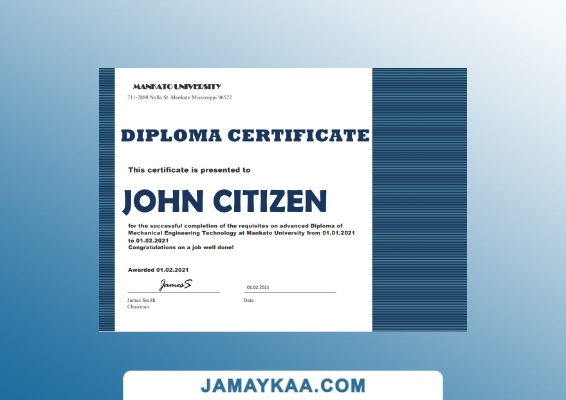 MANKATO UNIVERSITY
711-2880 Nulla St. Mankato Mississippi 96522
DIPLOMA CERTIFICATE
This certificate is presented to
JOHN CITIZEN
for the successful completion of the requisites on advanced Diploma of
Mechanical Engineering Technology at Mankato University from 01.01.2021
to 01.02.2021
Congratulations on a job well done!
Awarded 01.02.2021
JamesS
01.02.2021
James Smith
Date
Chairman
JAMAYKAA.COM